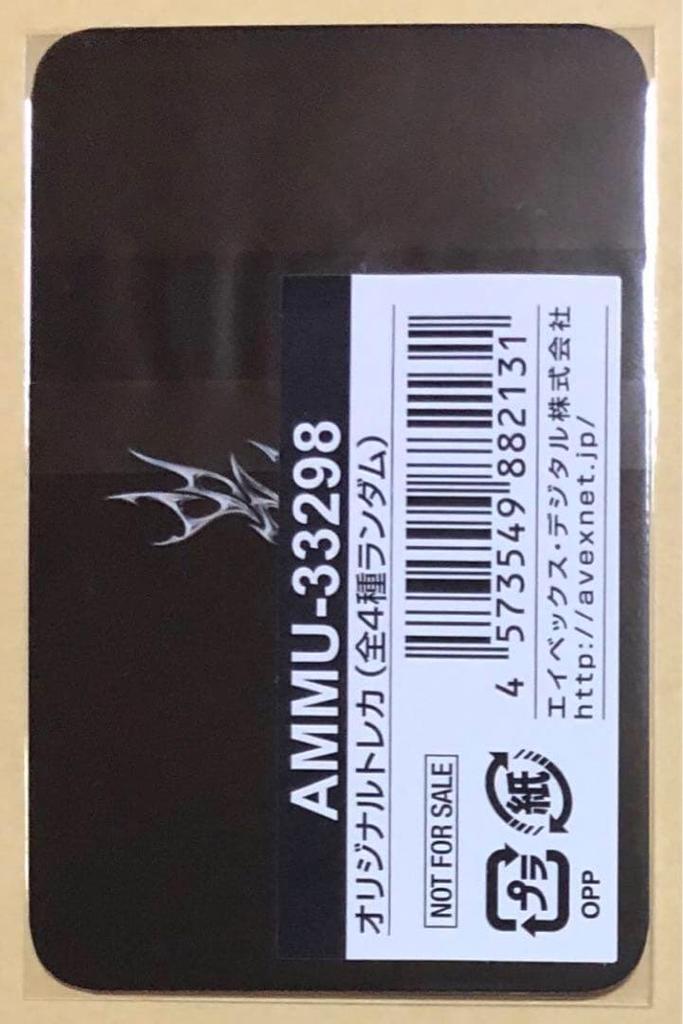 AMMU-33298
オリジナルトレカ（全4種ランダム）
NOT FOR SALE
4 573549 882131
プラ
紙
OPP
エイベックス・デジタル株式会社
http://avexnet.jp/